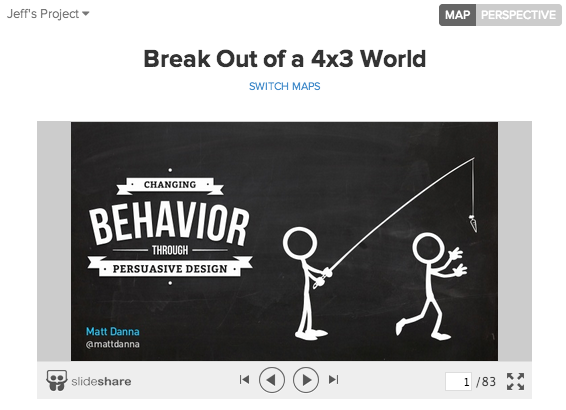 Jeff's Project
MAP PERSPECTIVE
Break Out of a 4x3 World
SWITCH MAPS
CHANGING
BEHAVIOR
THROUGH
PERSUASIVE DESIGN
Matt Danna
@mattdanna
slideshare
1 /83